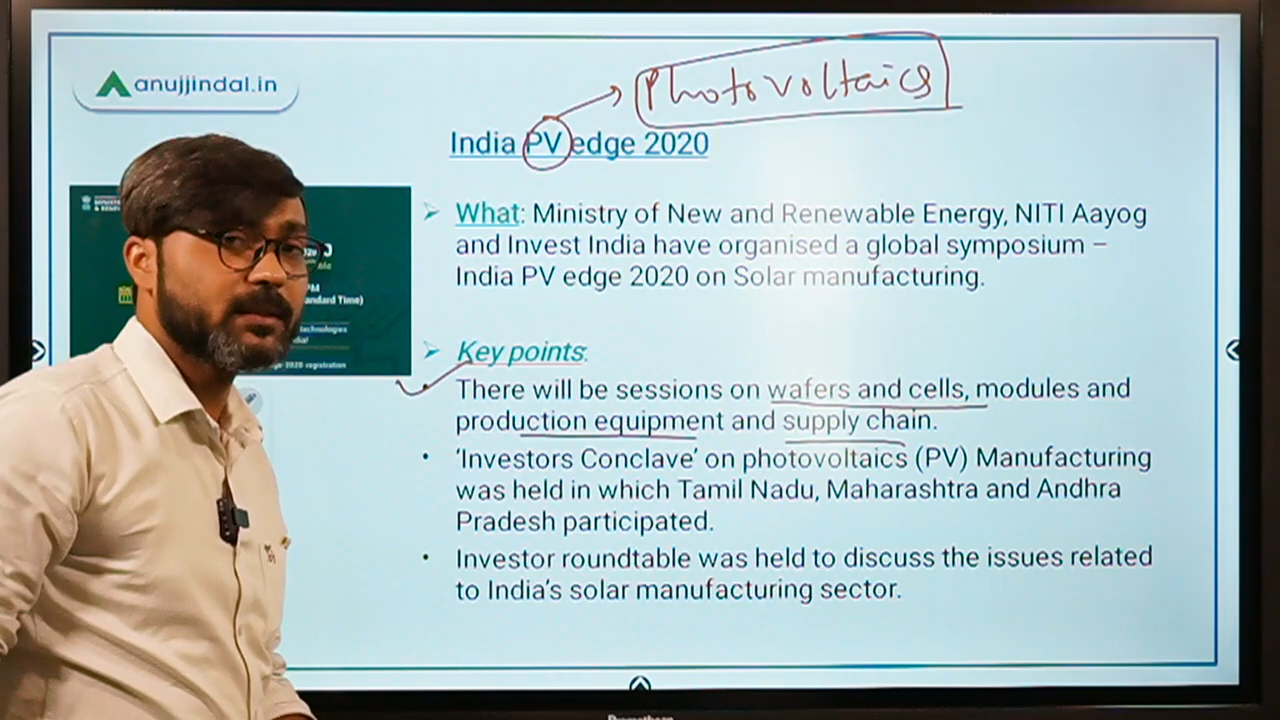 anujjindal.in
Photovoltaics
India PV edge 2020
What: Ministry of New and Renewable Energy, NITI Aayog
and Invest India have organised a global symposium –
India PV edge 2020 on Solar manufacturing.
Key points:
There will be sessions on wafers and cells, modules and
production equipment and supply chain.
‘Investors Conclave’ on photovoltaics (PV) Manufacturing
was held in which Tamil Nadu, Maharashtra and Andhra
Pradesh participated.
Investor roundtable was held to discuss the issues related
to India's solar manufacturing sector.